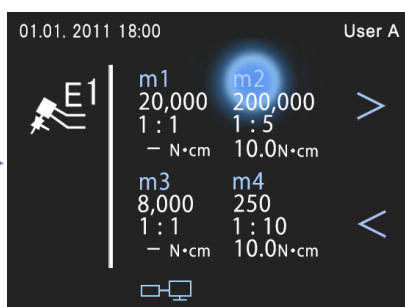 01.01. 2011 18:00 User A
E1
m1 m2
20,000 200,000
1 : 1 1 : 5
– N•cm 10.0N•cm
>
m3 m4
8,000 250
1 : 1 1 : 10
– N•cm 10.0N•cm
<